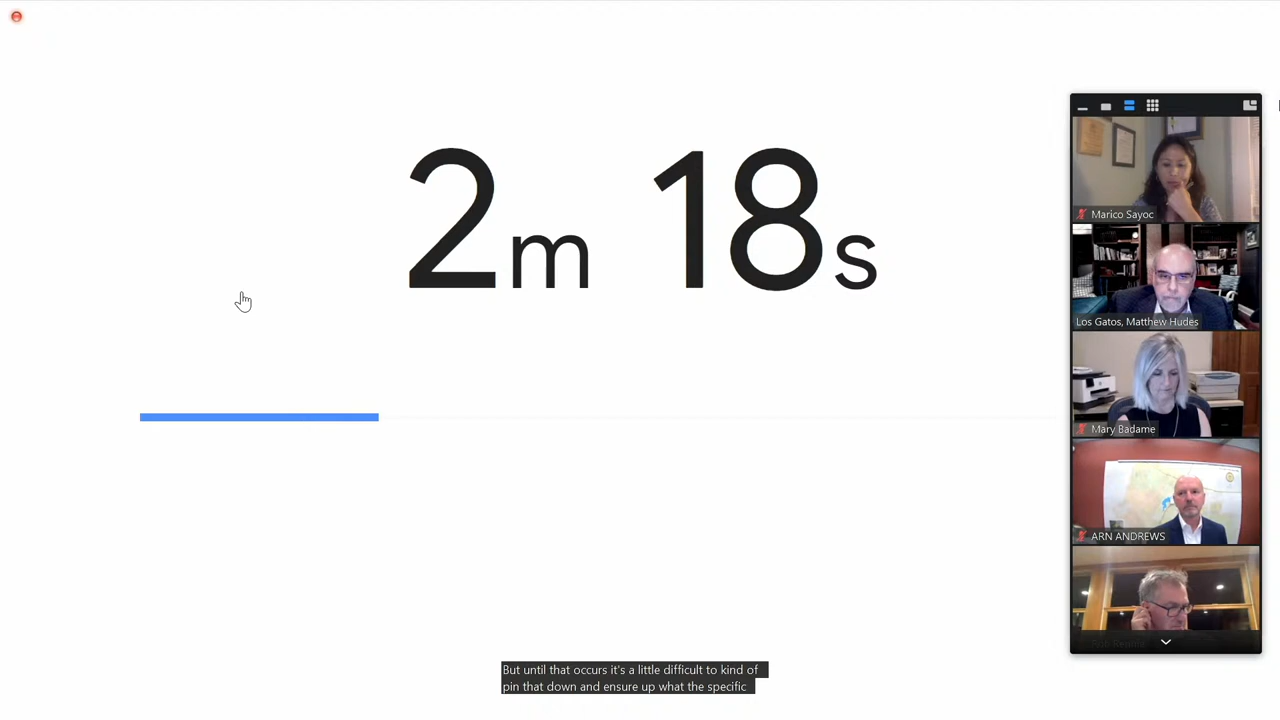 2m 18s
Marico Sayoc
Los Gatos, Matthew Hudes
Mary Badame
ARN ANDREWS
But until that occurs it's a little difficult to kind of
pin that down and ensure up what the specific